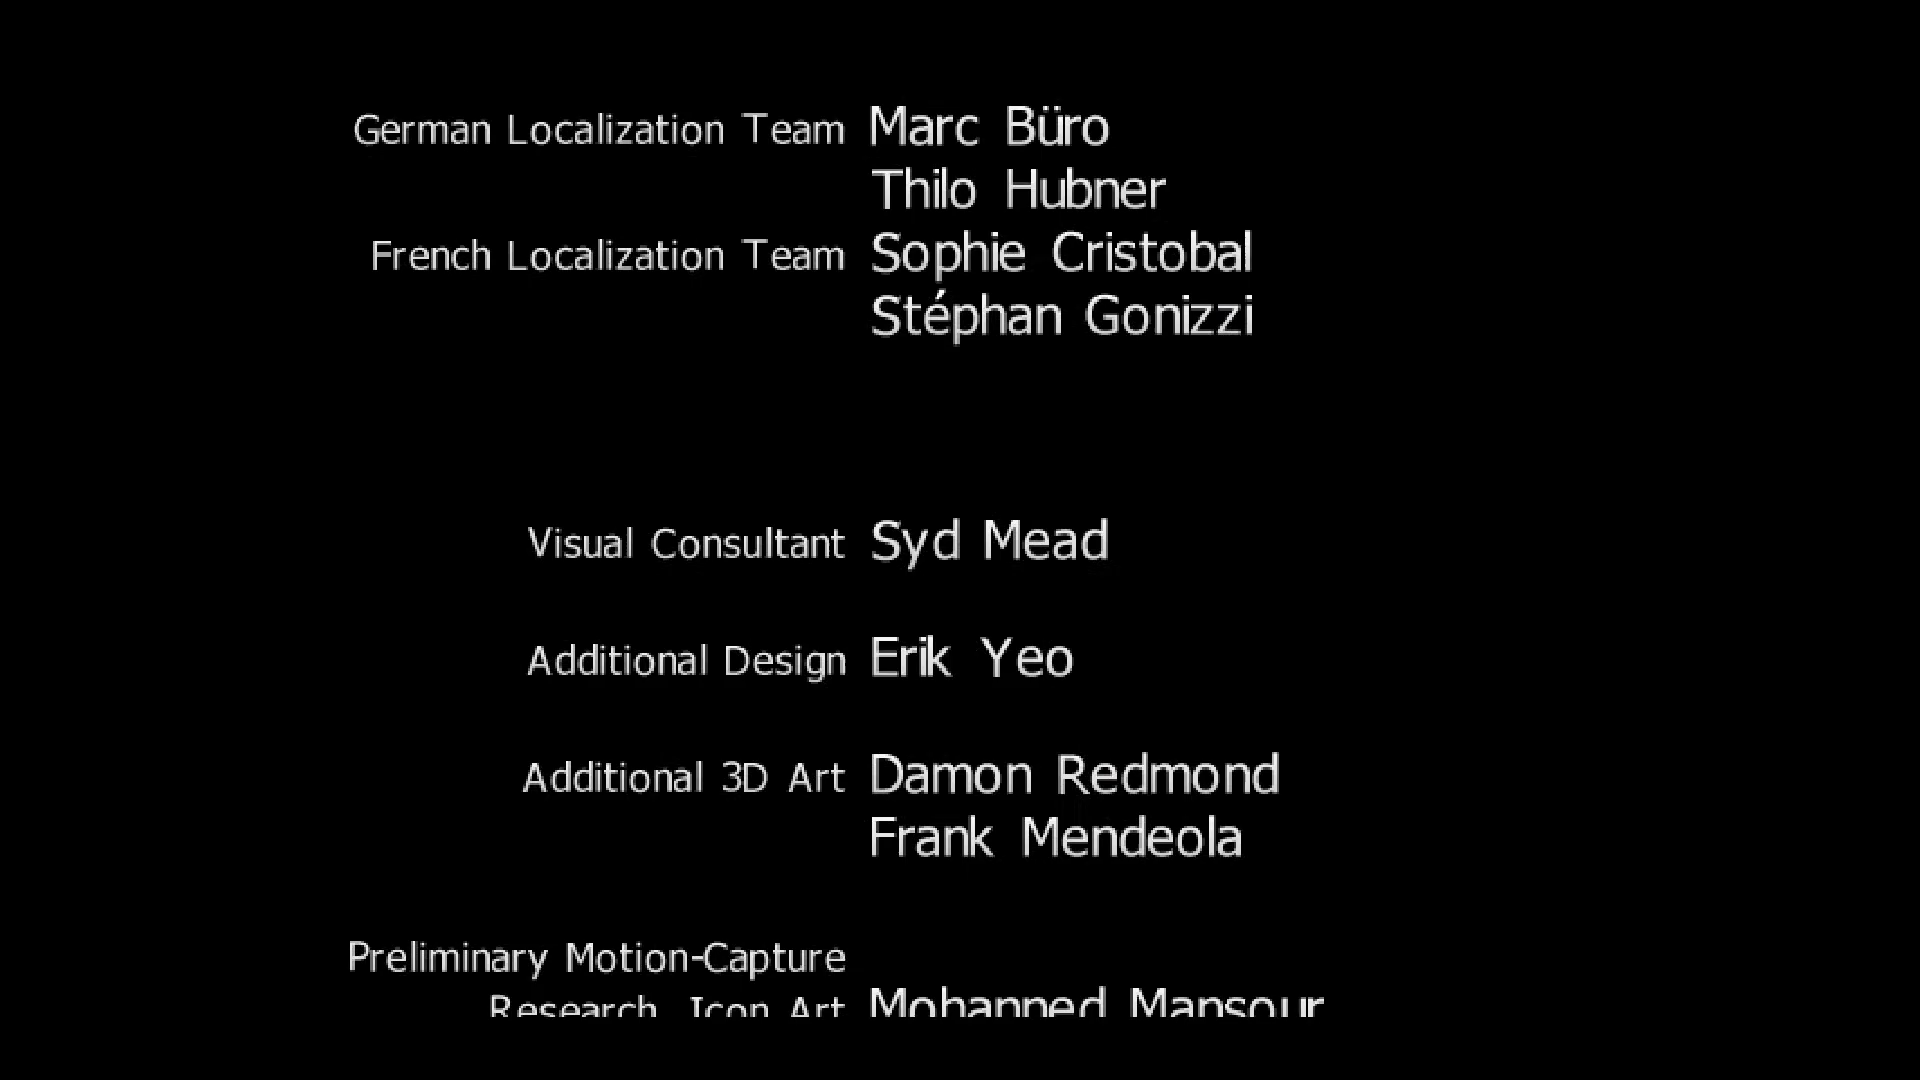 German Localization Team Marc Büro
Thilo Hubner
French Localization Team Sophie Cristobal
Stéphan Gonizzi
Visual Consultant Syd Mead
Additional Design Erik Yeo
Additional 3D Art Damon Redmond
Frank Mendeola
Preliminary Motion-Capture
Research, Icon Art Mohanned Mansour